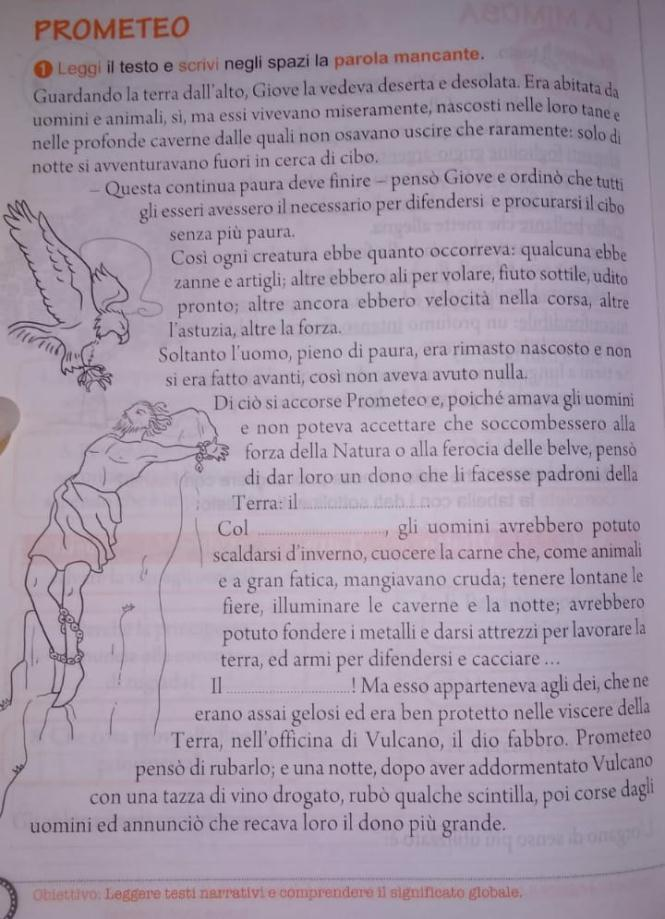 PROMETEO
1 Leggi il testo e scrivi negli spazi la parola mancante.
Guardando la terra dall'alto, Giove la vedeva deserta e desolata. Era abitata da
uomini e animali, sì, ma essi vivevano miseramente, nascosti nelle loro tane e
nelle profonde caverne dalle quali non osavano uscire che raramente: solo di
notte si avventuravano fuori in cerca di cibo.
– Questa continua paura deve finire – pensò Giove e ordinò che tutti
gli esseri avessero il necessario per difendersi e procurarsi il cibo
senza più paura.
Così ogni creatura ebbe quanto occorreva: qualcuna ebbe
zanne e artigli; altre ebbero ali per volare, fiuto sottile, udito
pronto; altre ancora ebbero velocità nella corsa, altre
l'astuzia, altre la forza.
Soltanto l'uomo, pieno di paura, era rimasto nascosto e non
si era fatto avanti, così non aveva avuto nulla.
Di ciò si accorse Prometeo e, poiché amava gli uomini
e non poteva accettare che soccombessero alla
forza della Natura o alla ferocia delle belve, pensò
di dar loro un dono che li facesse padroni della
Terra: il ..............................
Col .............................., gli uomini avrebbero potuto
scaldarsi d'inverno, cuocere la carne che, come animali
e a gran fatica, mangiavano cruda; tenere lontane le
fiere, illuminare le caverne e la notte; avrebbero
potuto fondere i metalli e darsi attrezzi per lavorare la
terra, ed armi per difendersi e cacciare ...
Il ..............................! Ma esso apparteneva agli dei, che ne
erano assai gelosi ed era ben protetto nelle viscere della
Terra, nell'officina di Vulcano, il dio fabbro. Prometeo
pensò di rubarlo; e una notte, dopo aver addormentato Vulcano
con una tazza di vino drogato, rubò qualche scintilla, poi corse dagli
uomini ed annunciò che recava loro il dono più grande.
Obiettivo: Leggere testi narrativi e comprendere il significato globale.